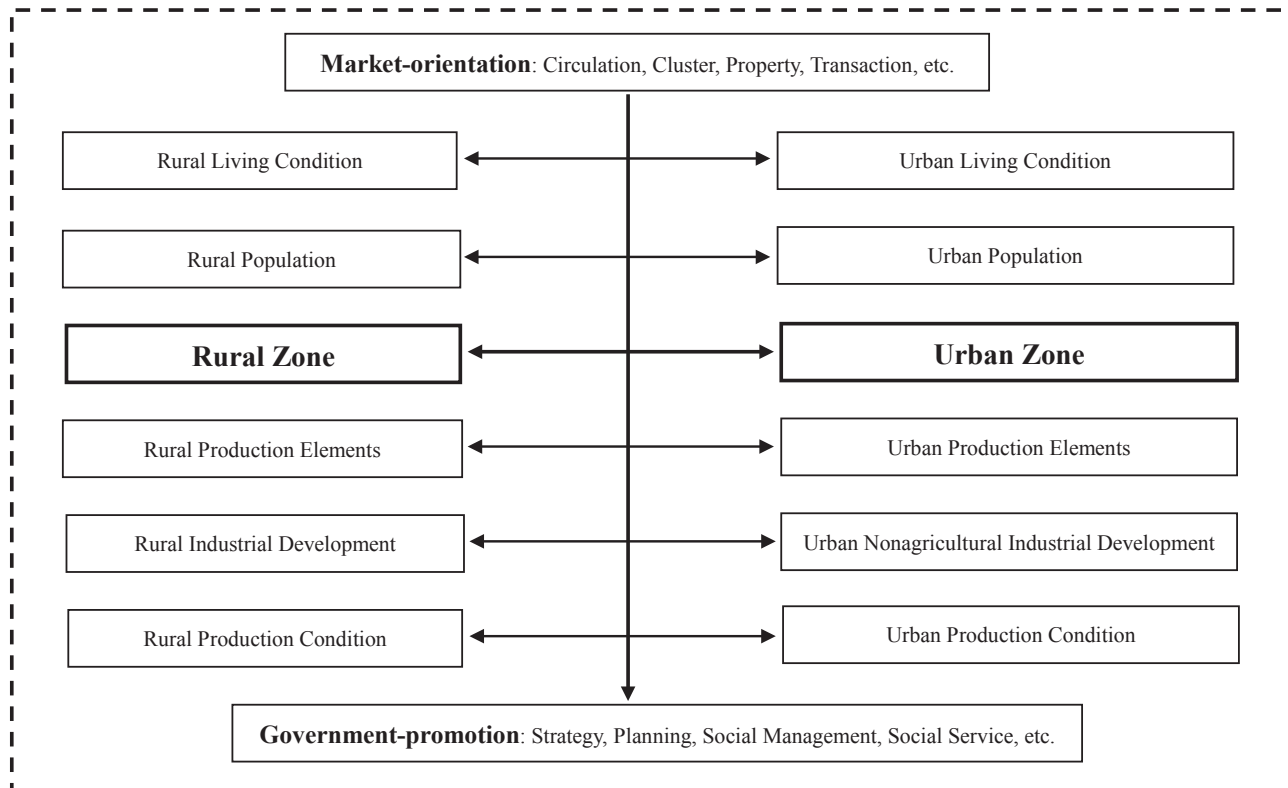 Market-orientation: Circulation, Cluster, Property, Transaction, etc.
Rural Living Condition
Urban Living Condition
Rural Population
Urban Population
Rural Zone
Urban Zone
Rural Production Elements
Urban Production Elements
Rural Industrial Development
Urban Nonagricultural Industrial Development
Rural Production Condition
Urban Production Condition
Government-promotion: Strategy, Planning, Social Management, Social Service, etc.